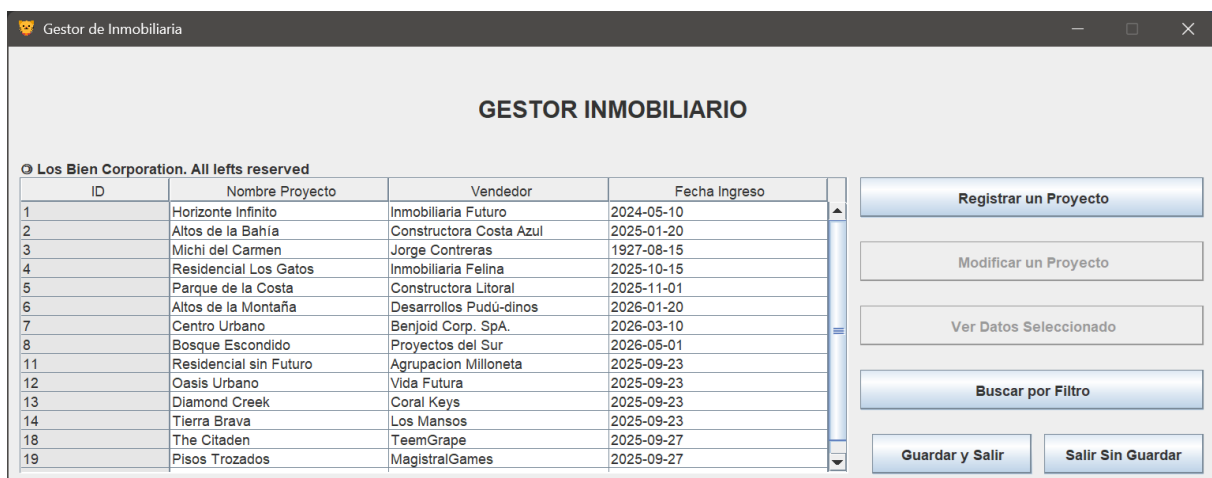 Gestor de Inmobiliaria
GESTOR INMOBILIARIO
Los Bien Corporation. All lefts reserved
ID Nombre Proyecto Vendedor Fecha Ingreso
1 Horizonte Infinito Inmobiliaria Futuro 2024-05-10
2 Altos de la Bahía Constructora Costa Azul 2025-01-20
3 Michi del Carmen Jorge Contreras 1927-08-15
4 Residencial Los Gatos Inmobiliaria Felina 2025-10-15
5 Parque de la Costa Constructora Litoral 2025-11-01
6 Altos de la Montaña Desarrollos Pudú-dinos 2026-01-20
7 Centro Urbano Benjoid Corp. SpA. 2026-03-10
8 Bosque Escondido Proyectos del Sur 2026-05-01
11 Residencial sin Futuro Agrupacion Milloneta 2025-09-23
12 Oasis Urbano Vida Futura 2025-09-23
13 Diamond Creek Coral Keys 2025-09-23
14 Tierra Brava Los Mansos 2025-09-23
18 The Citaden TeemGrape 2025-09-27
19 Pisos Trozados MagistralGames 2025-09-27
Registrar un Proyecto
Modificar un Proyecto
Ver Datos Seleccionado
Buscar por Filtro
Guardar y Salir Salir Sin Guardar